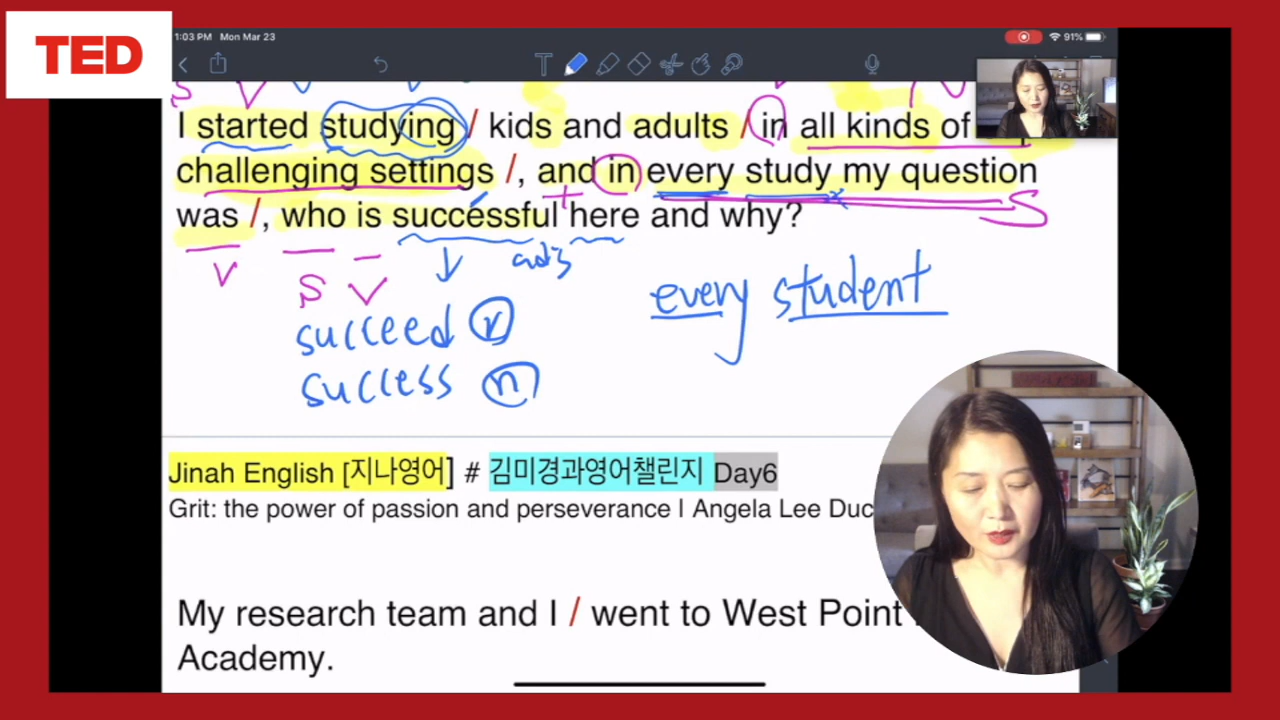 TED
1:03 PM Mon Mar 23
91%
T
S V
I started studying / kids and adults / in all kinds of
challenging settings /, and in every study my question
was /, who is successful here and why?
S
V
S V
adj
succeed v
success n
every student
Jinah English [지나영어] # 김미경과영어챌린지 Day6
Grit: the power of passion and perseverance | Angela Lee Duc
My research team and I / went to West Point
Academy.